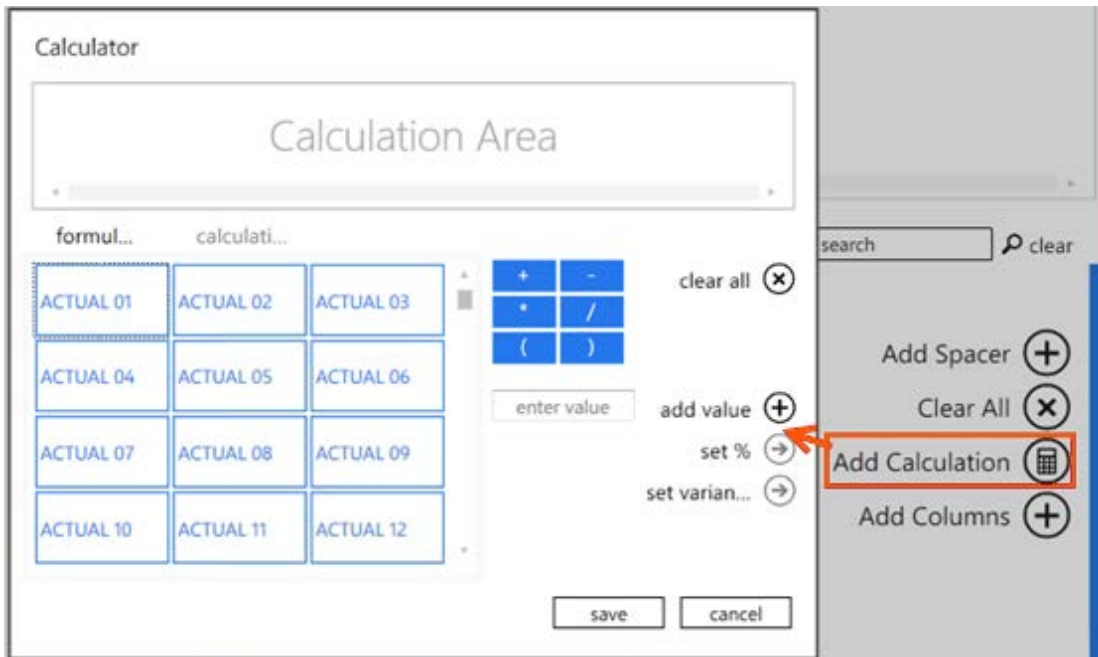 Calculator
Calculation Area
formul... calculati...
ACTUAL 01 ACTUAL 02 ACTUAL 03
ACTUAL 04 ACTUAL 05 ACTUAL 06
ACTUAL 07 ACTUAL 08 ACTUAL 09
ACTUAL 10 ACTUAL 11 ACTUAL 12
+ -
* /
( )
enter value
clear all
add value
set %
set varian...
save cancel
search clear
Add Spacer
Clear All
Add Calculation
Add Columns